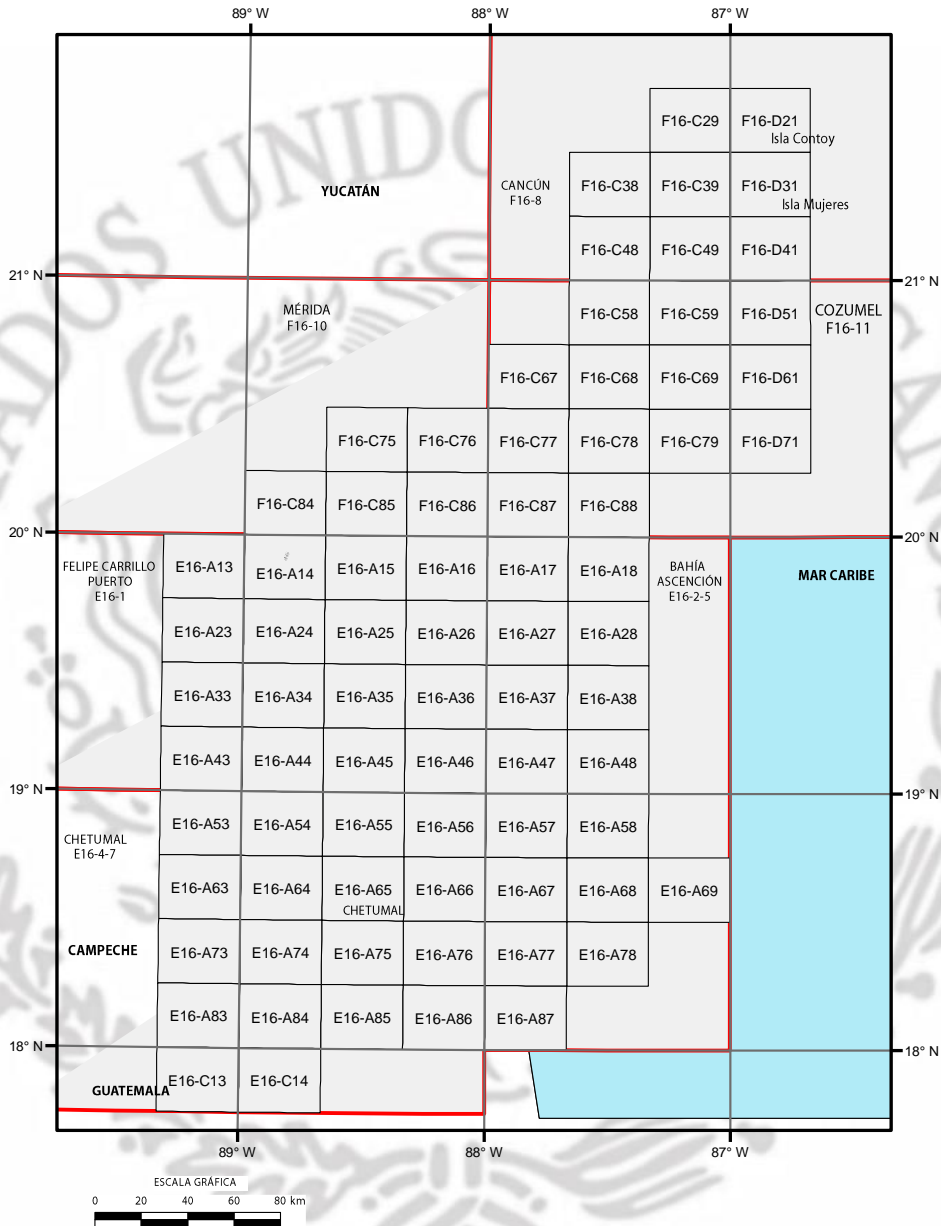 89° W
88° W
87° W
F16-C29
F16-D21
Isla Contoy
YUCATÁN
CANCÚN
F16-8
F16-C38
F16-C39
F16-D31
Isla Mujeres
F16-C48
F16-C49
F16-D41
21° N
21° N
MÉRIDA
F16-10
F16-C58
F16-C59
F16-D51
COZUMEL
F16-11
F16-C67
F16-C68
F16-C69
F16-D61
F16-C75
F16-C76
F16-C77
F16-C78
F16-C79
F16-D71
F16-C84
F16-C85
F16-C86
F16-C87
F16-C88
20° N
20° N
FELIPE CARRILLO
PUERTO
E16-1
E16-A13
E16-A14
E16-A15
E16-A16
E16-A17
E16-A18
BAHÍA
ASCENCIÓN
E16-2-5
MAR CARIBE
E16-A23
E16-A24
E16-A25
E16-A26
E16-A27
E16-A28
E16-A33
E16-A34
E16-A35
E16-A36
E16-A37
E16-A38
E16-A43
E16-A44
E16-A45
E16-A46
E16-A47
E16-A48
19° N
19° N
CHETUMAL
E16-4-7
E16-A53
E16-A54
E16-A55
E16-A56
E16-A57
E16-A58
E16-A63
E16-A64
E16-A65
CHETUMAL
E16-A66
E16-A67
E16-A68
E16-A69
CAMPECHE
E16-A73
E16-A74
E16-A75
E16-A76
E16-A77
E16-A78
E16-A83
E16-A84
E16-A85
E16-A86
E16-A87
18° N
18° N
GUATEMALA
E16-C13
E16-C14
89° W
88° W
87° W
ESCALA GRÁFICA
0 20 40 60 80 km
ADOS UNIDO